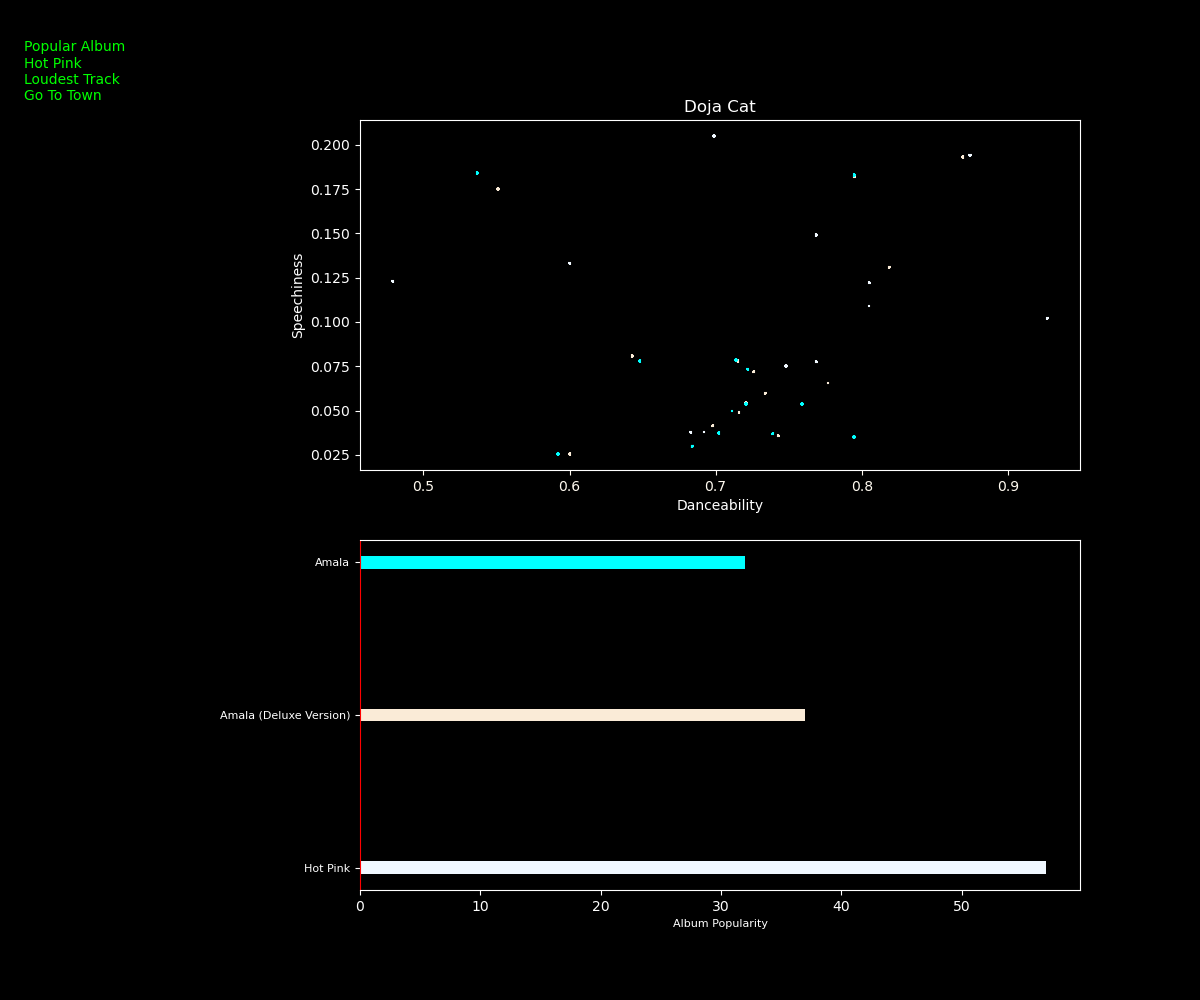 Popular Album
Hot Pink
Loudest Track
Go To Town
Doja Cat
0.200
0.175
0.150
0.125
0.100
0.075
0.050
0.025
Speechiness
0.5 0.6 0.7 0.8 0.9
Danceability
Amala
Amala (Deluxe Version)
Hot Pink
0 10 20 30 40 50
Album Popularity